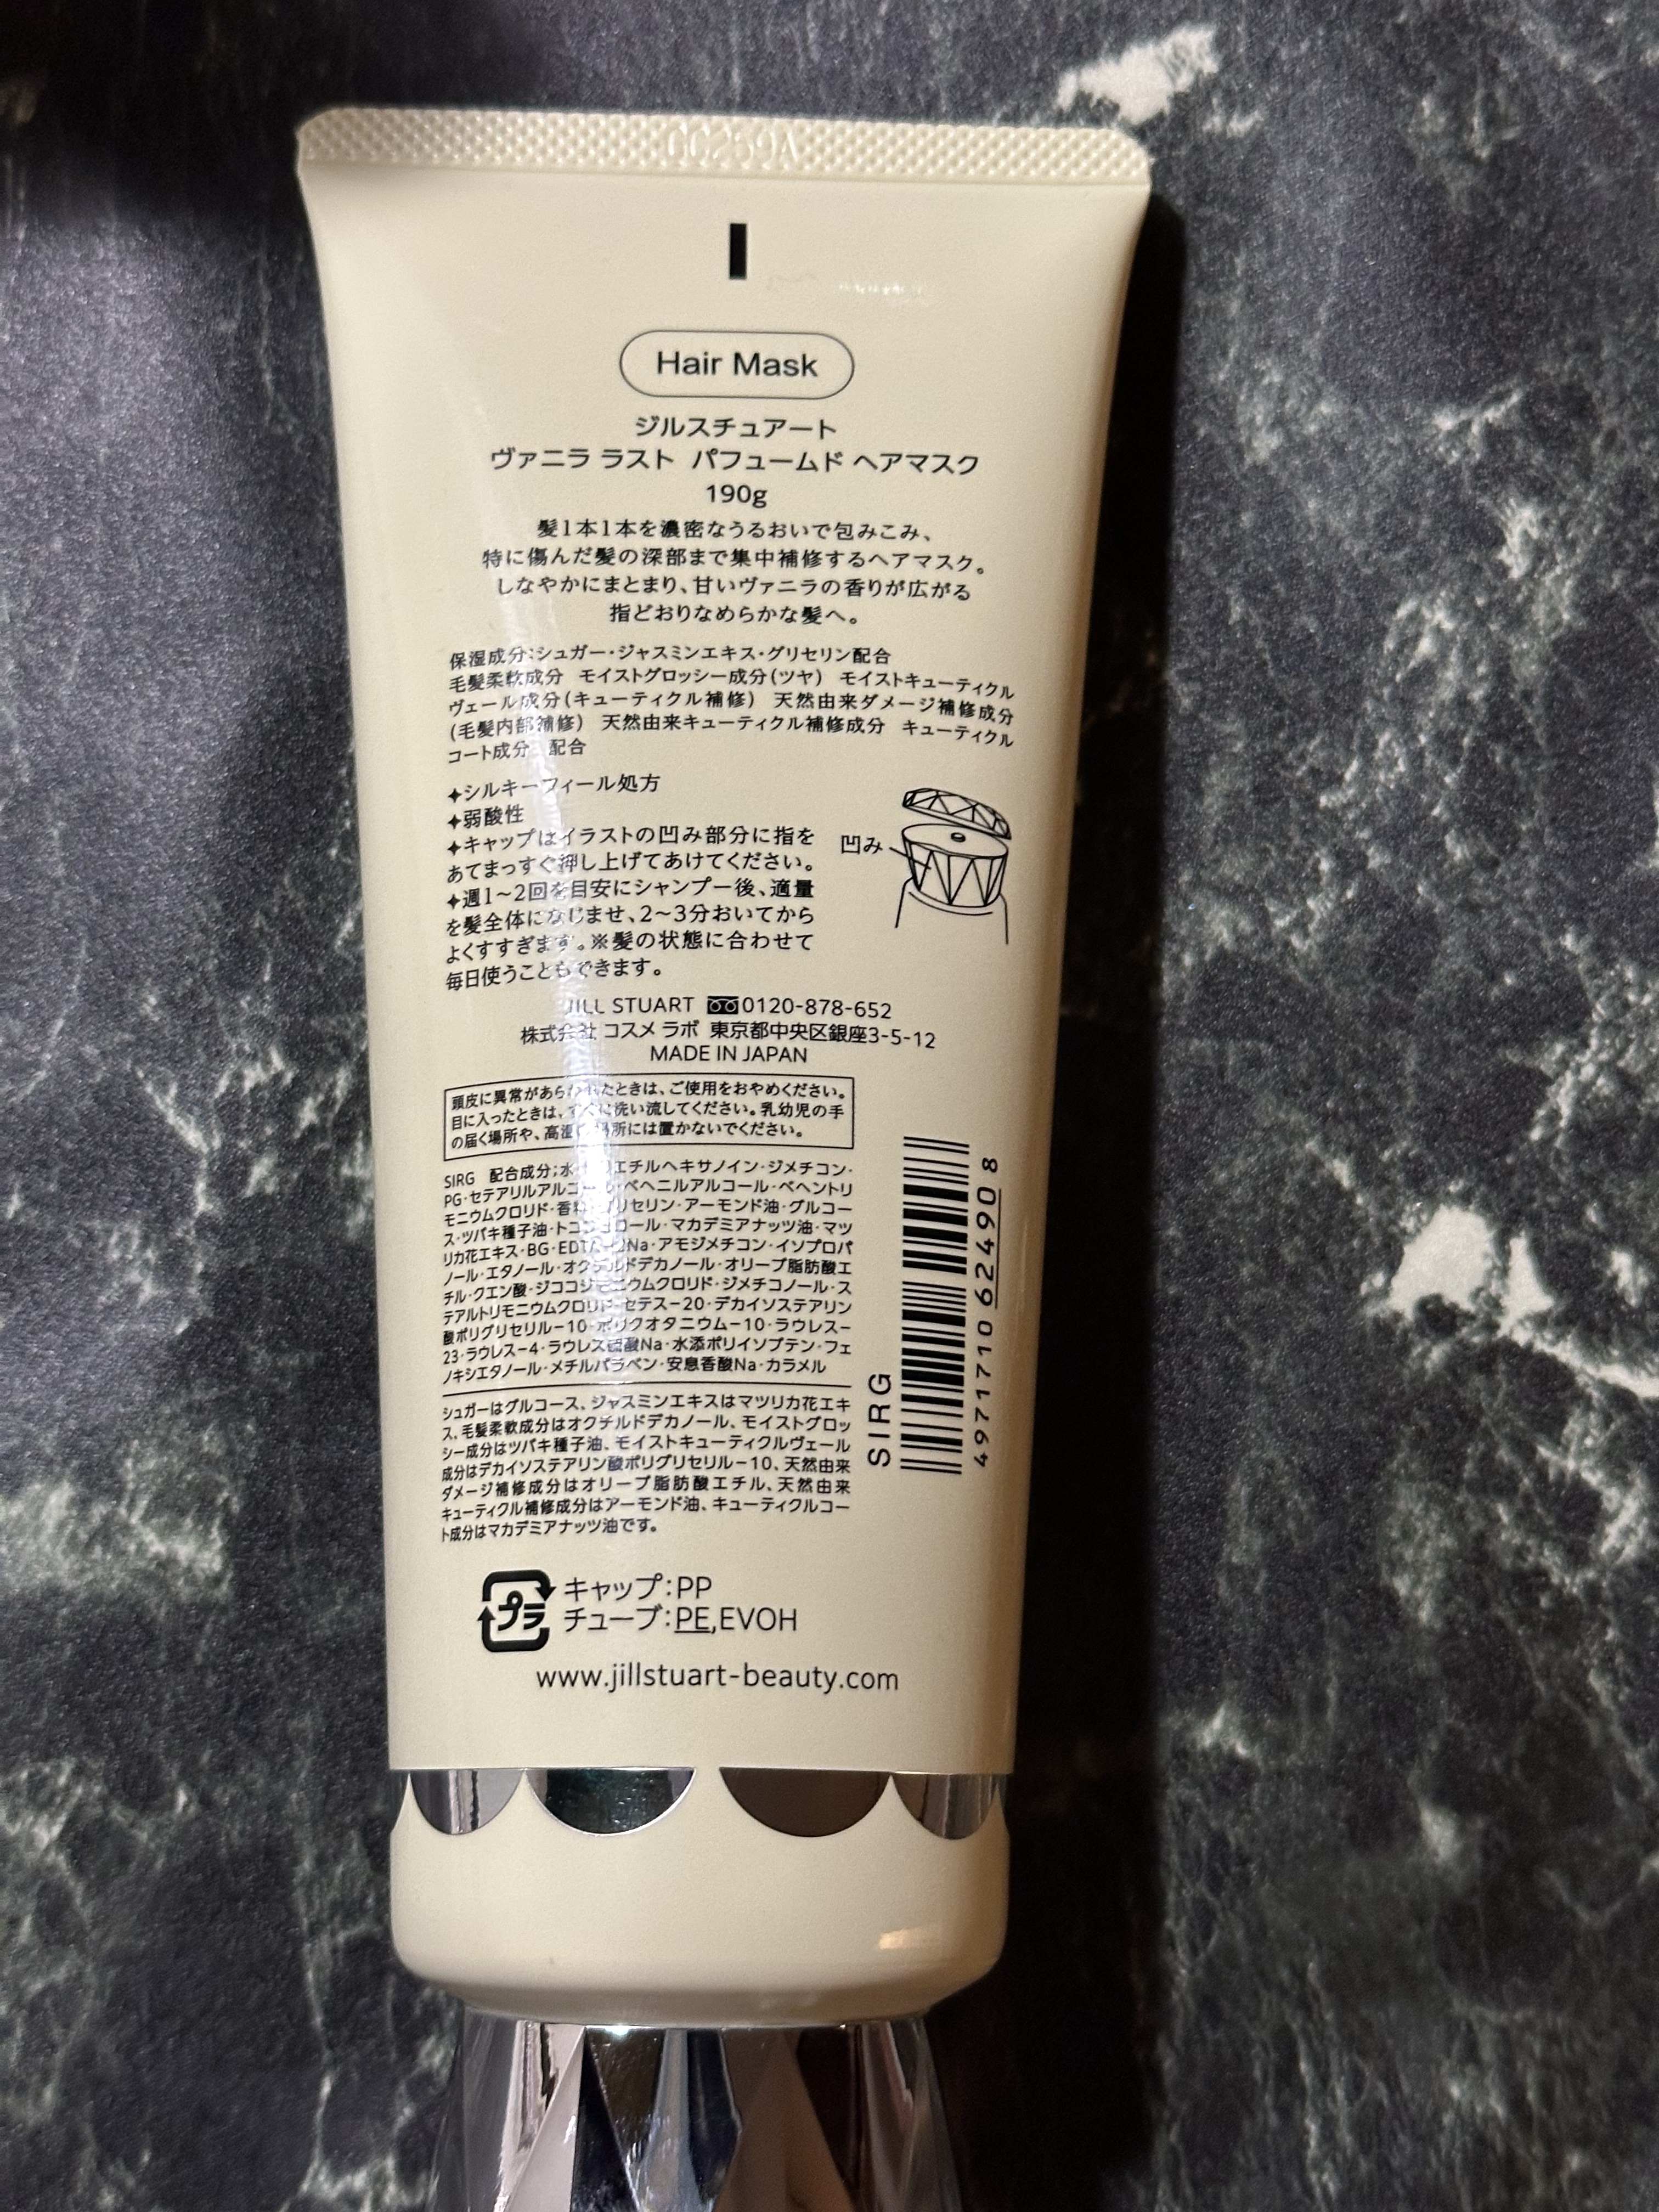 Hair Mask
ジルスチュアート
ヴァニラ ラスト パフュームド ヘアマスク
190g
髪1本1本を濃密なうるおいで包みこみ、
特に傷んだ髪の深部まで集中補修するヘアマスク。
しなやかにまとまり、甘いヴァニラの香りが広がる
指どおりなめらかな髪へ。
保湿成分:シュガー・ジャスミンエキス・グリセリン配合
毛髪柔軟成分 モイストグロッシー成分(ツヤ) モイストキューティクル
ヴェール成分(キューティクル補修) 天然由来ダメージ補修成分
(毛髪内部補修) 天然由来キューティクル補修成分 キューティクル
コート成分 配合
✦シルキーフィール処方
✦弱酸性
✦キャップはイラストの凹み部分に指を
あてまっすぐ押し上げてあけてください。
凹み
✦週1~2回を目安にシャンプー後、適量
を髪全体になじませ、2~3分おいてから
よくすすぎます。※髪の状態に合わせて
毎日使うこともできます。
JILL STUART 0120-878-652
株式会社 コスメ ラボ 東京都中央区銀座3-5-12
MADE IN JAPAN
頭皮に異常があらわれたときは、ご使用をおやめください。
目に入ったときは、すぐに洗い流してください。乳幼児の手
の届く場所や、高温の場所には置かないでください。
SIRG 配合成分:水・エチルヘキサノイン・ジメチコン・
PG・セテアリルアルコール・ベヘニルアルコール・ベヘントリ
モニウムクロリド・香料・グリセリン・アーモンド油・グルコー
ス・ツバキ種子油・トコフェロール・マカデミアナッツ油・マツ
リカ花エキス・BG・EDTA-2Na・アモジメチコン・イソプロパ
ノール・エタノール・オクチルドデカノール・オリーブ脂肪酸エ
チル・クエン酸・ジココジモニウムクロリド・ジメチコノール・ス
テアルトリモニウムクロリド・セテス-20・デカイソステアリン
酸ポリグリセリル-10・ポリクオタニウム-10・ラウレス-
23・ラウレス-4・ラウレス硫酸Na・水添ポリイソブテン・フェ
ノキシエタノール・メチルパラベン・安息香酸Na・カラメル
シュガーはグルコース、ジャスミンエキスはマツリカ花エキ
ス、毛髪柔軟成分はオクチルドデカノール、モイストグロッ
シー成分はツバキ種子油、モイストキューティクルヴェール
成分はデカイソステアリン酸ポリグリセリル-10、天然由来
ダメージ補修成分はオリーブ脂肪酸エチル、天然由来
キューティクル補修成分はアーモンド油、キューティクルコー
ト成分はマカデミアナッツ油です。
SIRG
4971710 624908
プラ
キャップ:PP
チューブ:PE,EVOH
www.jillstuart-beauty.com